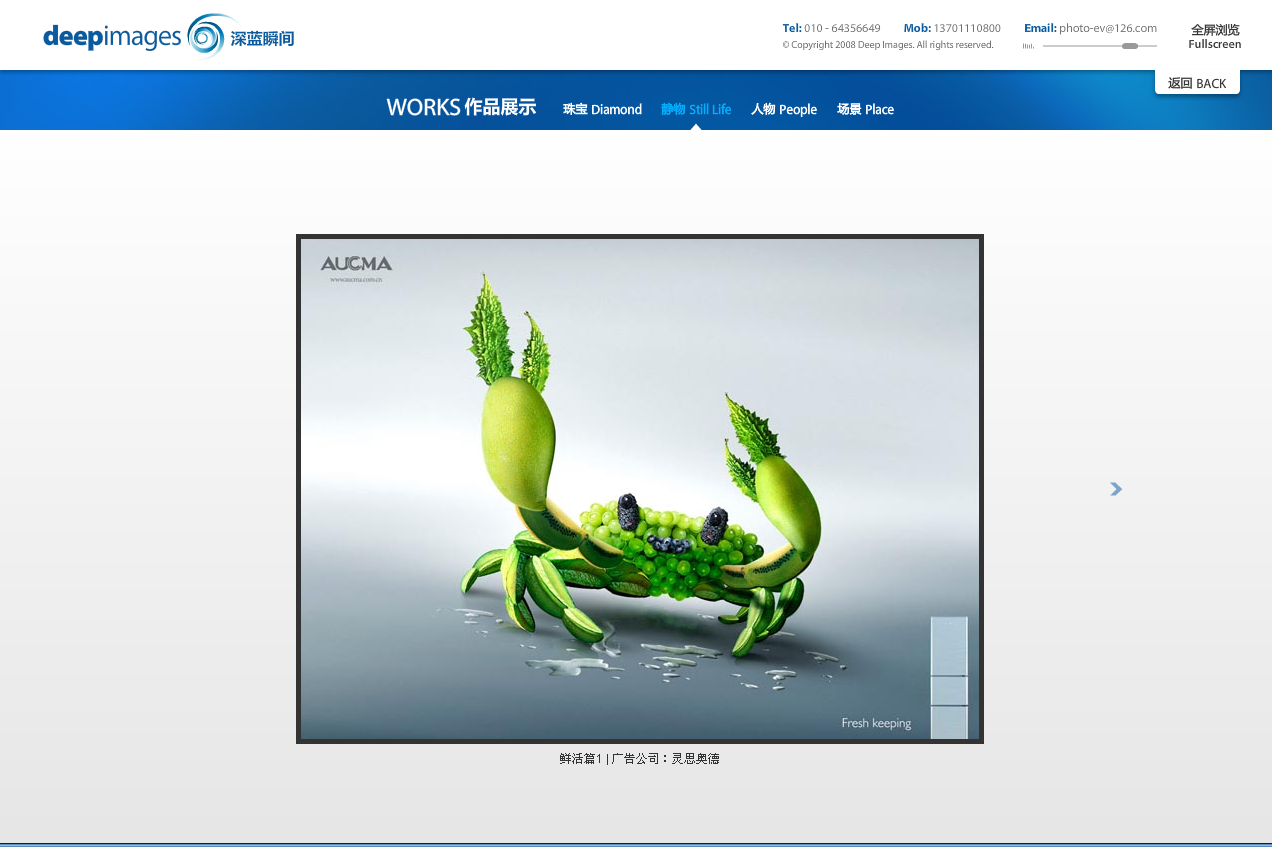 deepimages 深蓝瞬间
Tel: 010 - 64356649 Mob: 13701110800 Email: photo-ev@126.com
© Copyright 2008 Deep Images. All rights reserved.
全屏浏览
Fullscreen
返回 BACK
WORKS 作品展示 珠宝 Diamond 静物 Still Life 人物 People 场景 Place
AUCMA
www.aucma.com.cn
Fresh keeping
鲜活篇1 | 广告公司：灵思奥德